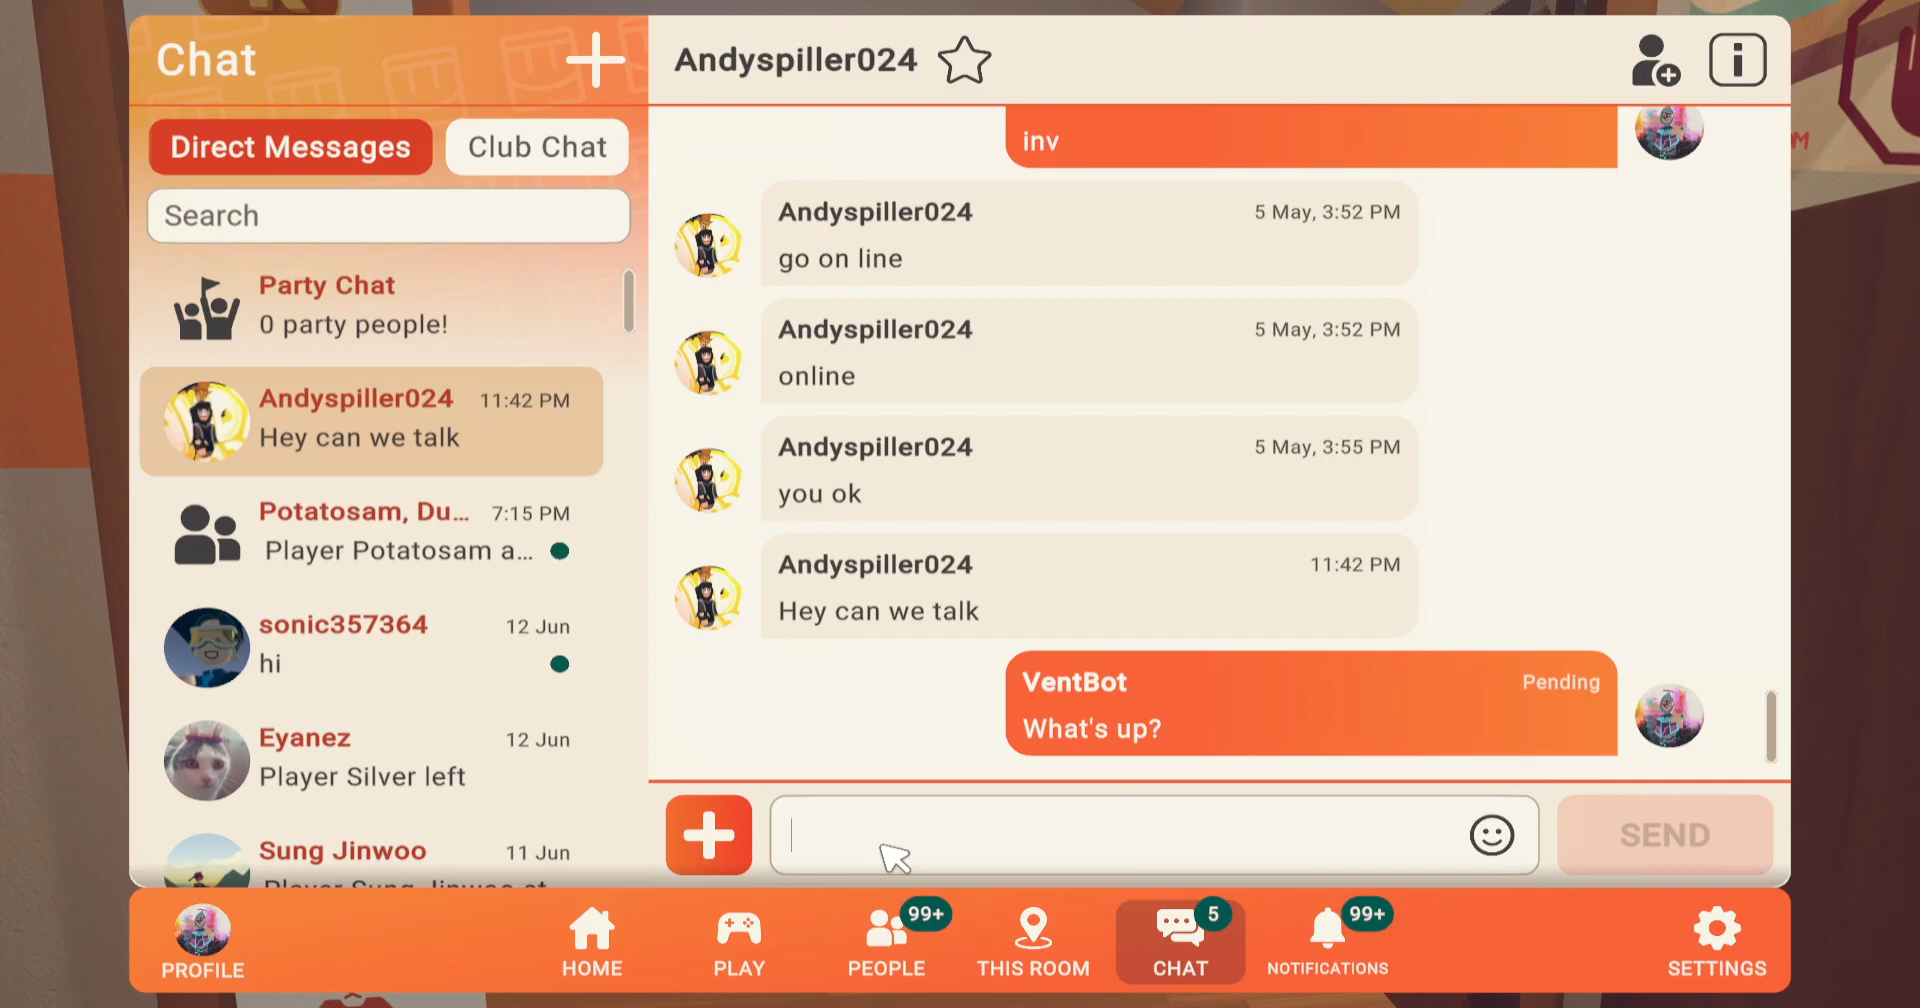 Chat
Direct Messages
Club Chat
Search
Party Chat
0 party people!
Andyspiller024 11:42 PM
Hey can we talk
Potatosam, Du... 7:15 PM
Player Potatosam a...
sonic357364 12 Jun
hi
Eyanez 12 Jun
Player Silver left
Sung Jinwoo 11 Jun
Andyspiller024
inv
Andyspiller024 5 May, 3:52 PM
go on line
Andyspiller024 5 May, 3:52 PM
online
Andyspiller024 5 May, 3:55 PM
you ok
Andyspiller024 11:42 PM
Hey can we talk
VentBot Pending
What's up?
SEND
PROFILE
HOME
PLAY
99+
PEOPLE
THIS ROOM
5
CHAT
99+
NOTIFICATIONS
SETTINGS